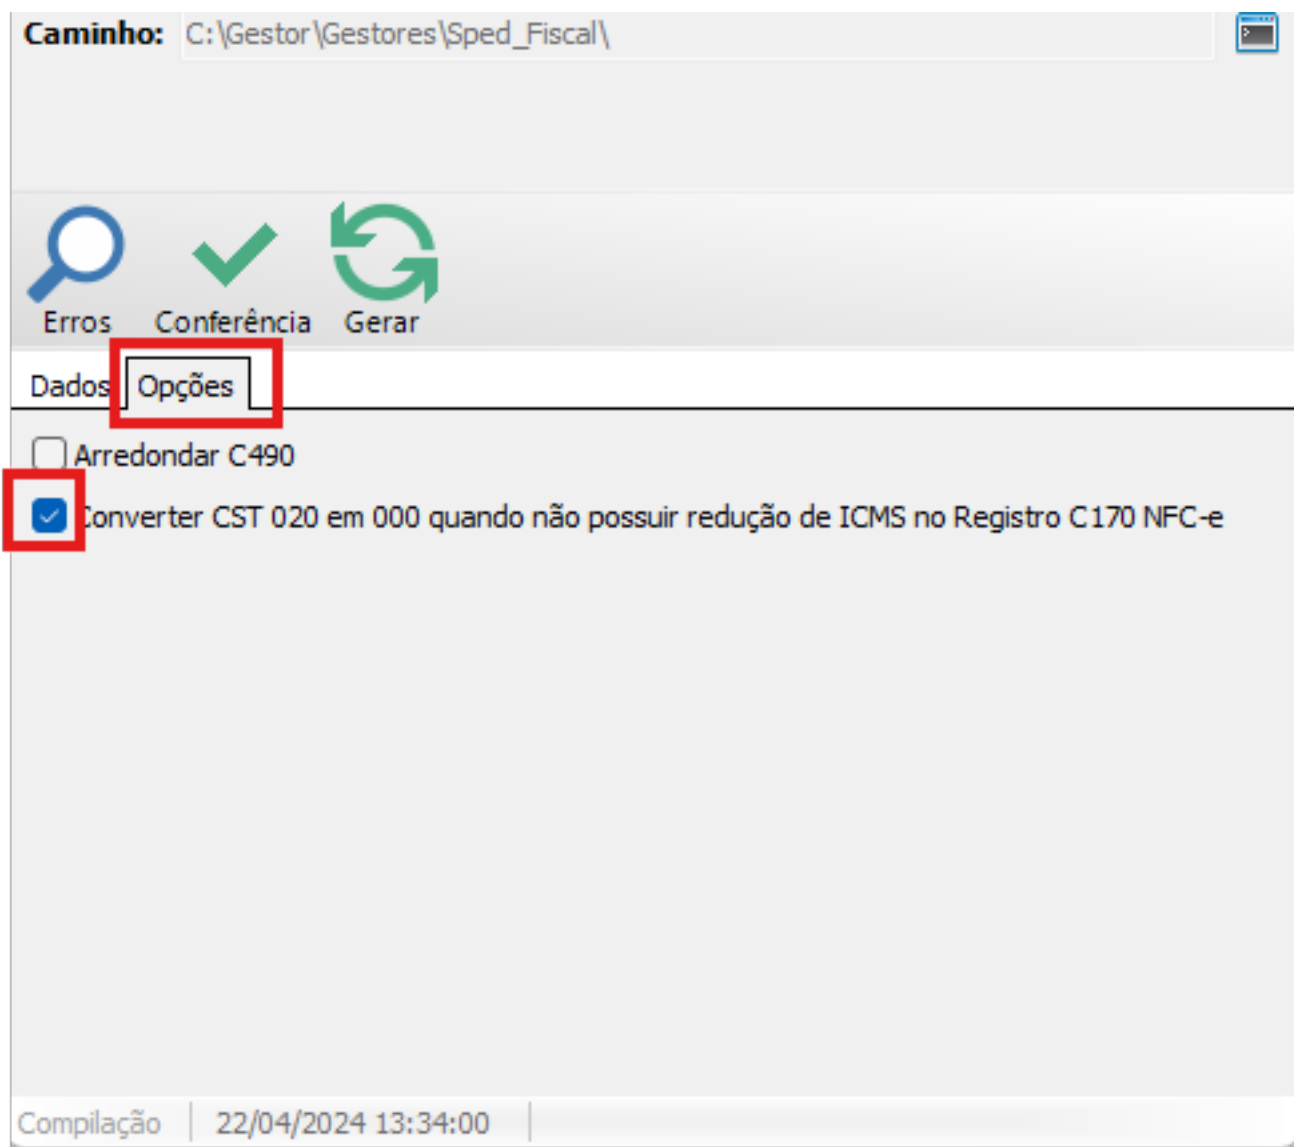 Caminho: C:\Gestor\Gestores\Sped_Fiscal\
Erros Conferência Gerar
Dados Opções
Arredondar C490
Converter CST 020 em 000 quando não possuir redução de ICMS no Registro C170 NFC-e
Compilação 22/04/2024 13:34:00